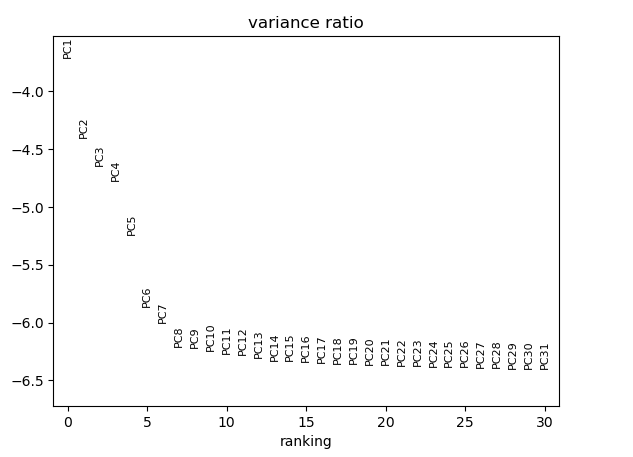 variance ratio
−4.0
−4.5
−5.0
−5.5
−6.0
−6.5
PC1
PC2
PC3
PC4
PC5
PC6
PC7
PC8
PC9
PC10
PC11
PC12
PC13
PC14
PC15
PC16
PC17
PC18
PC19
PC20
PC21
PC22
PC23
PC24
PC25
PC26
PC27
PC28
PC29
PC30
PC31
0 5 10 15 20 25 30
ranking